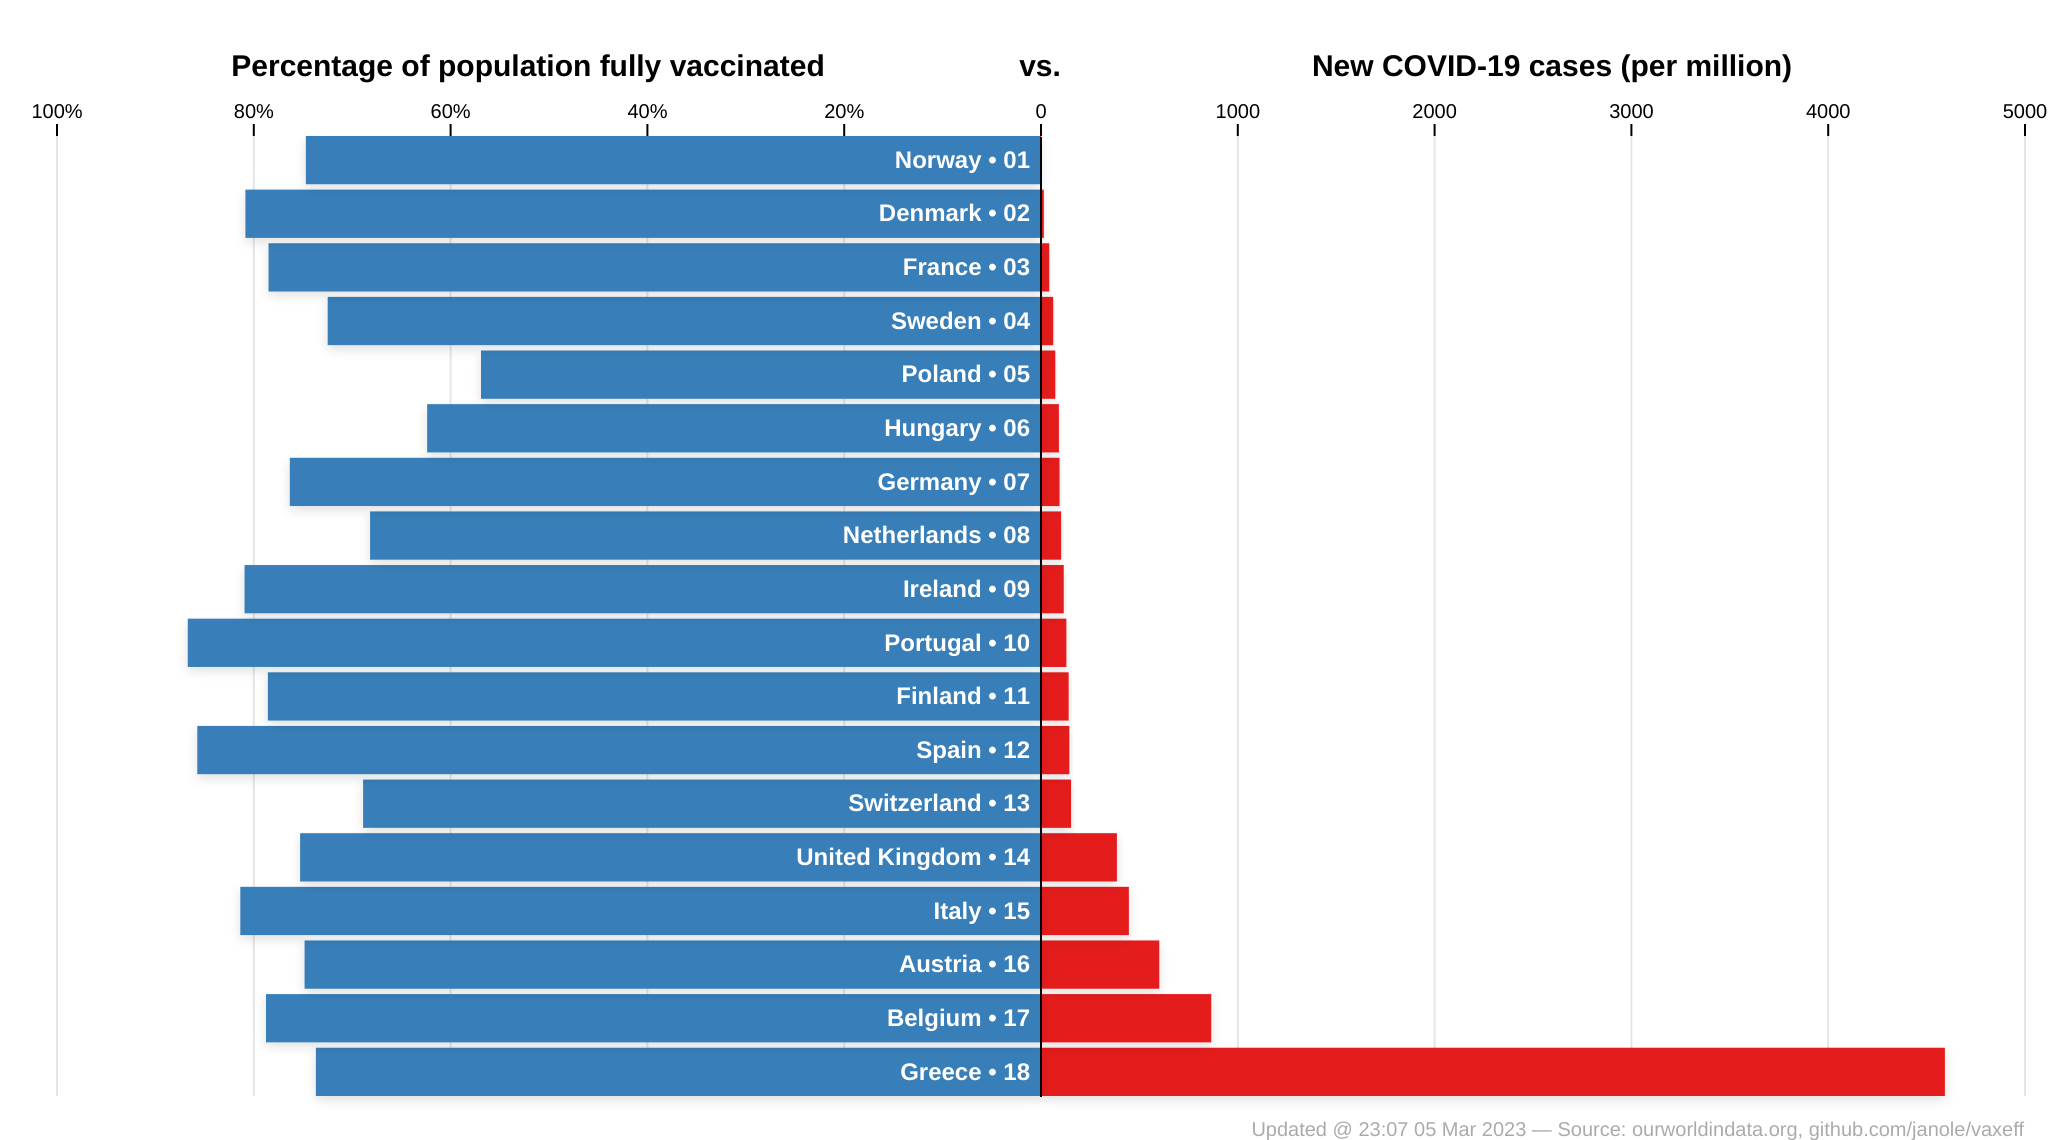 Percentage of population fully vaccinated vs. New COVID-19 cases (per million)
100% 80% 60% 40% 20% 0 1000 2000 3000 4000 5000
Norway • 01
Denmark • 02
France • 03
Sweden • 04
Poland • 05
Hungary • 06
Germany • 07
Netherlands • 08
Ireland • 09
Portugal • 10
Finland • 11
Spain • 12
Switzerland • 13
United Kingdom • 14
Italy • 15
Austria • 16
Belgium • 17
Greece • 18
Updated @ 23:07 05 Mar 2023 — Source: ourworldindata.org, github.com/janole/vaxeff